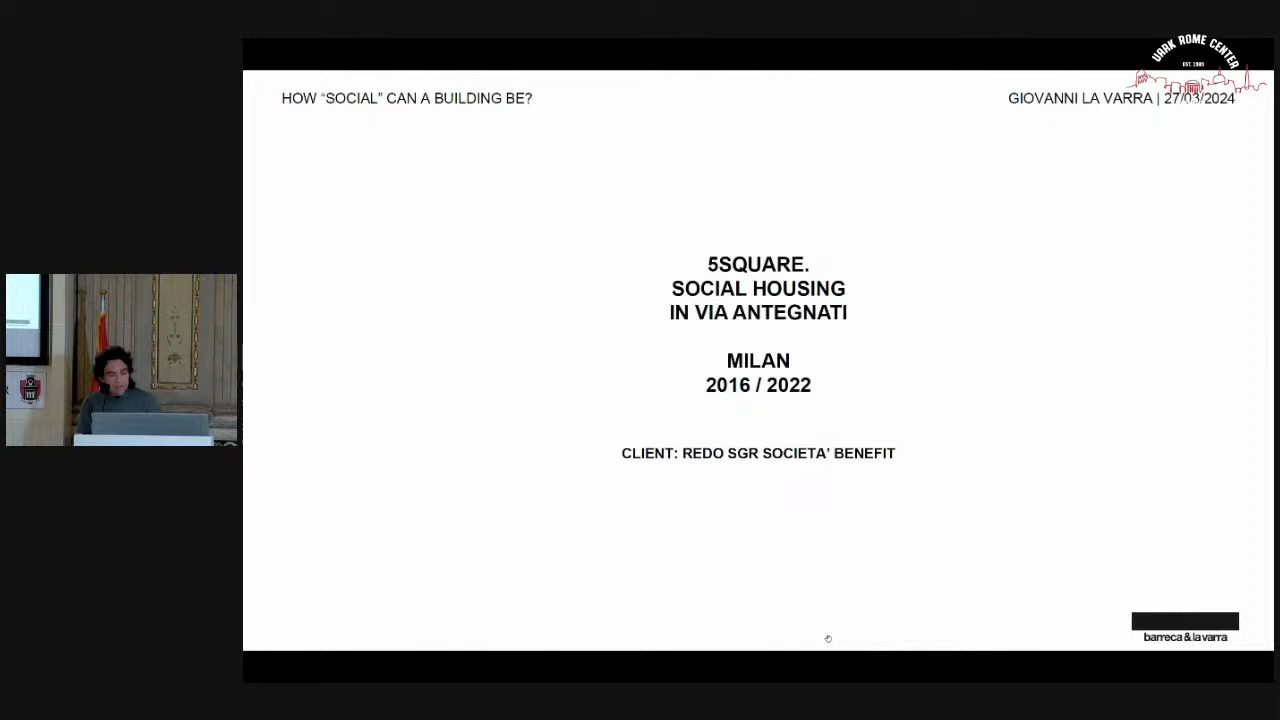 UARK ROME CENTER
EST. 1989
HOW “SOCIAL” CAN A BUILDING BE?
GIOVANNI LA VARRA | 27/03/2024
5SQUARE.
SOCIAL HOUSING
IN VIA ANTEGNATI
MILAN
2016 / 2022
CLIENT: REDO SGR SOCIETA’ BENEFIT
barreca & la varra